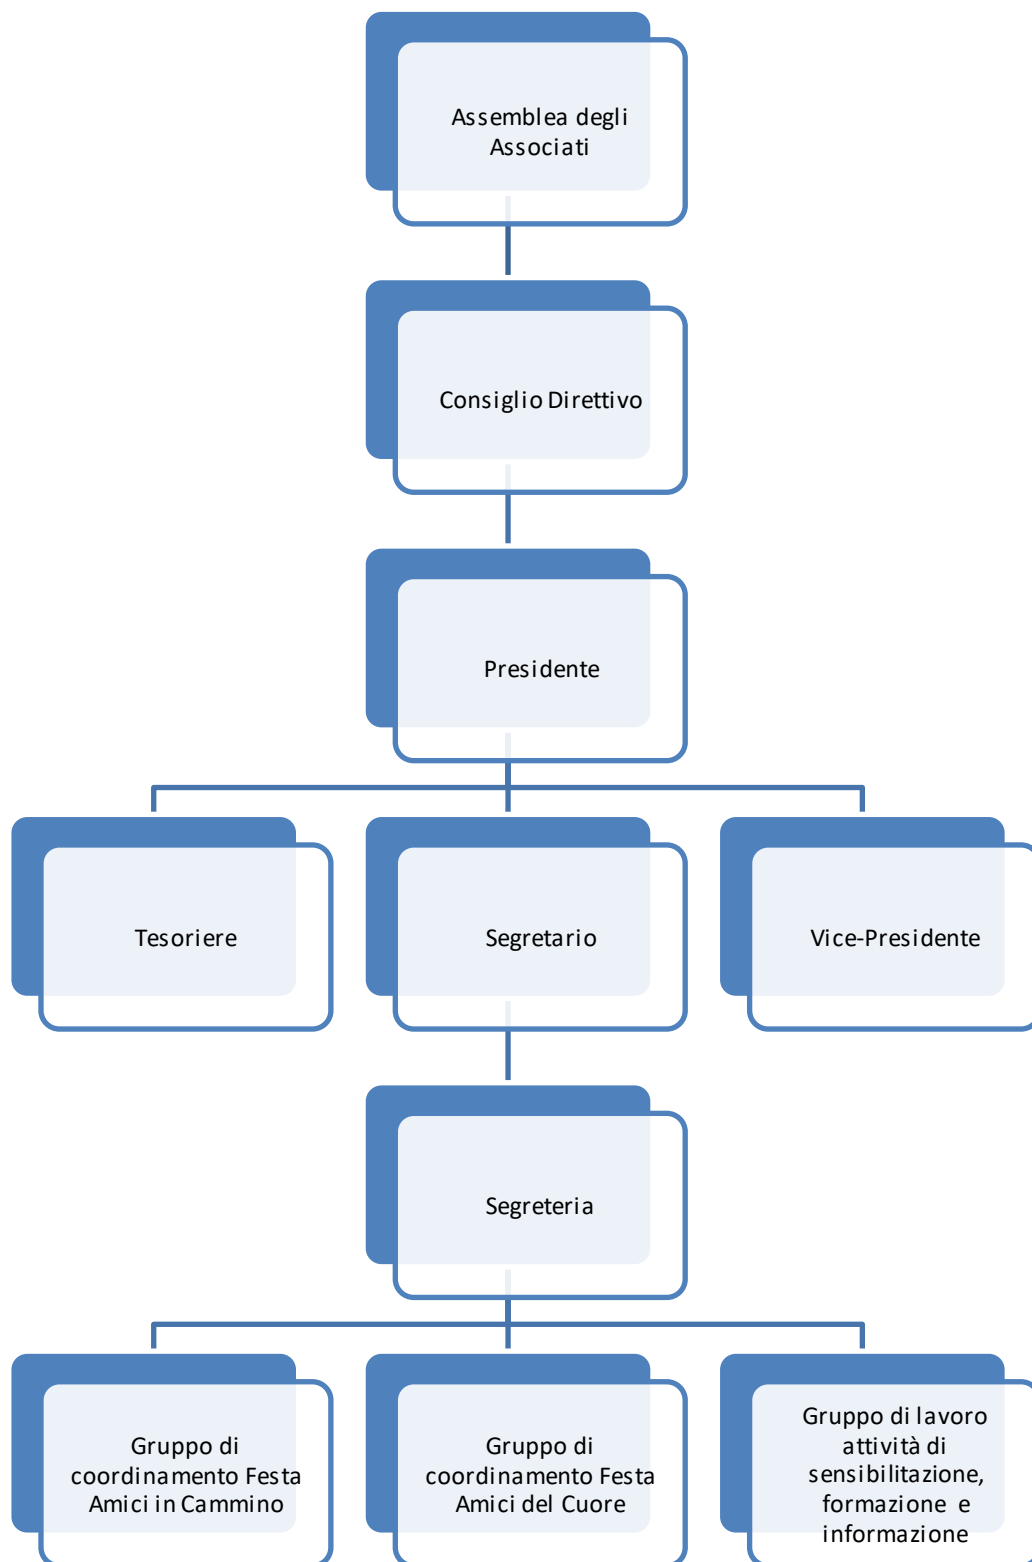 Assemblea degli
Associati
Consiglio Direttivo
Presidente
Tesoriere
Segretario
Vice-Presidente
Segreteria
Gruppo di
coordinamento Festa
Amici in Cammino
Gruppo di
coordinamento Festa
Amici del Cuore
Gruppo di lavoro
attività di
sensibilitazione,
formazione e
informazione